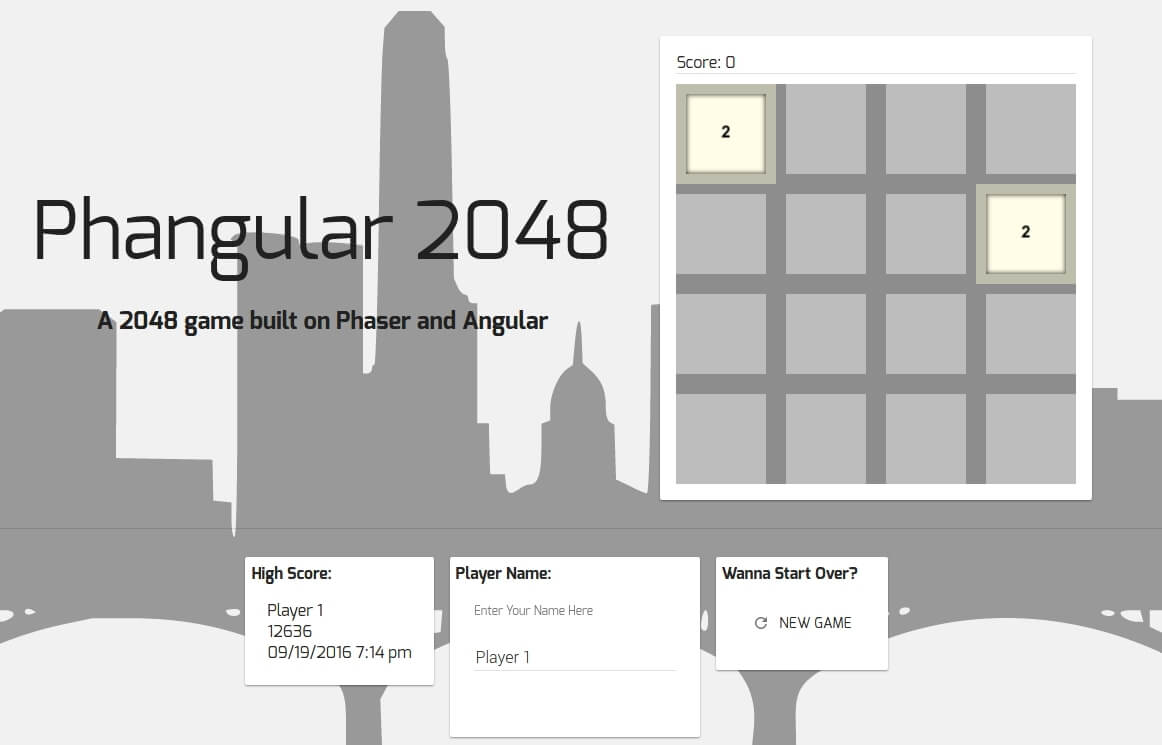 Phangular 2048
A 2048 game built on Phaser and Angular
Score: 0
2
2
High Score:
Player 1
12636
09/19/2016 7:14 pm
Player Name:
Enter Your Name Here
Player 1
Wanna Start Over?
NEW GAME